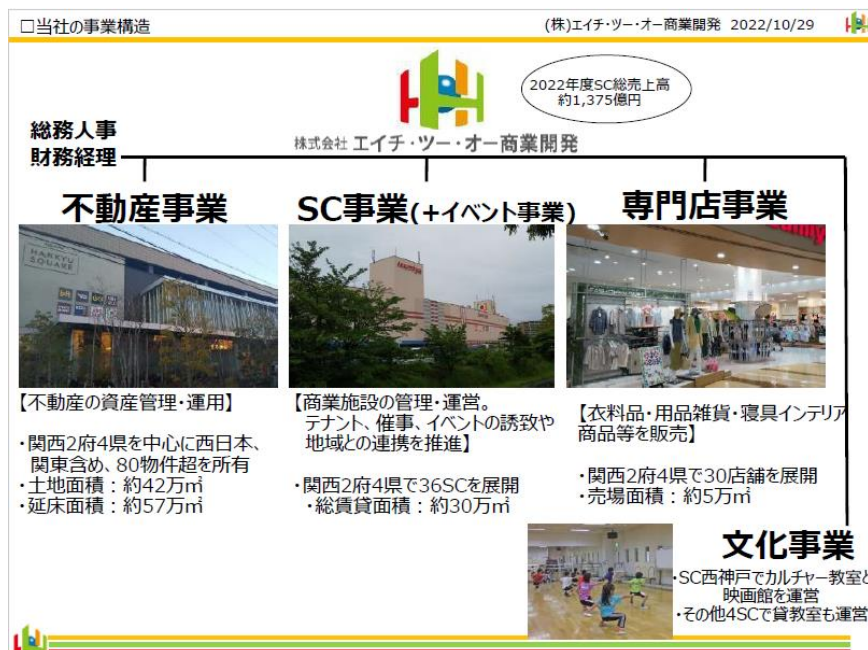 □当社の事業構造
(株)エイチ・ツー・オー商業開発 2022/10/29
2022年度SC総売上高
約1,375億円
株式会社 エイチ・ツー・オー商業開発
総務人事
財務経理
不動産事業
SC事業(+イベント事業)
専門店事業
HANKYU
SQUARE
【不動産の資産管理・運用】
・関西2府4県を中心に西日本、
関東含め、80物件超を所有
・土地面積：約42万㎡
・延床面積：約57万㎡
【商業施設の管理・運営。
テナント、催事、イベントの誘致や
地域との連携を推進】
・関西2府4県で36SCを展開
・総賃貸面積：約30万㎡
【衣料品・用品雑貨・寝具インテリア
商品等を販売】
・関西2府4県で30店舗を展開
・売場面積：約5万㎡
文化事業
・SC西神戸でカルチャー教室と
映画館を運営
・その他4SCで貸教室も運営